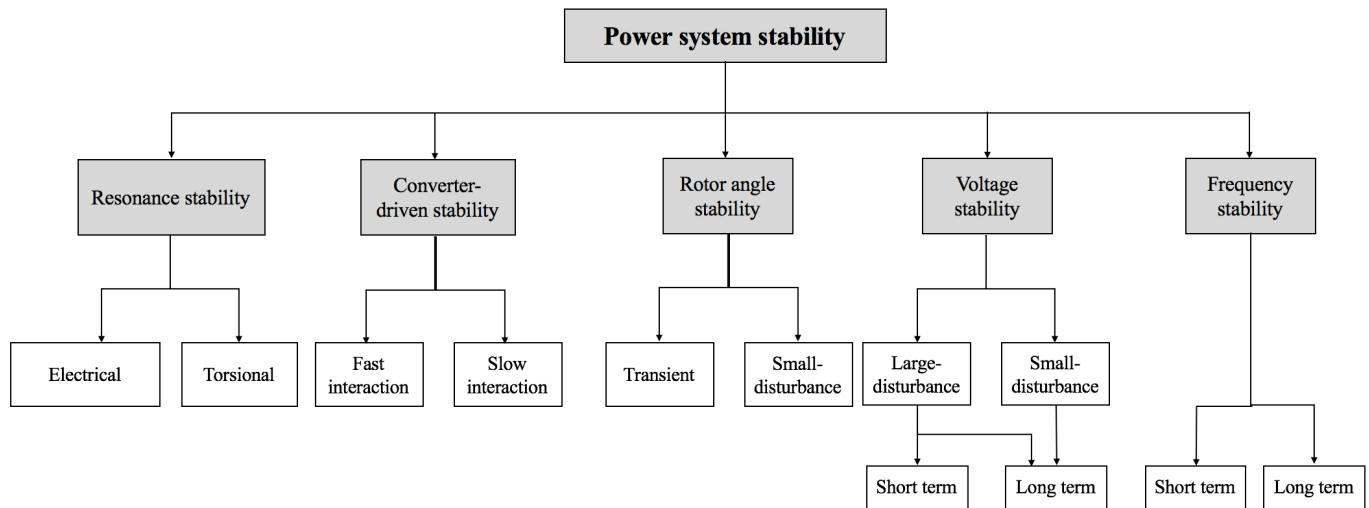 Power system stability
Resonance stability
Converter-
driven stability
Rotor angle
stability
Voltage
stability
Frequency
stability
Electrical
Torsional
Fast
interaction
Slow
interaction
Transient
Small-
disturbance
Large-
disturbance
Small-
disturbance
Short term
Long term
Short term
Long term